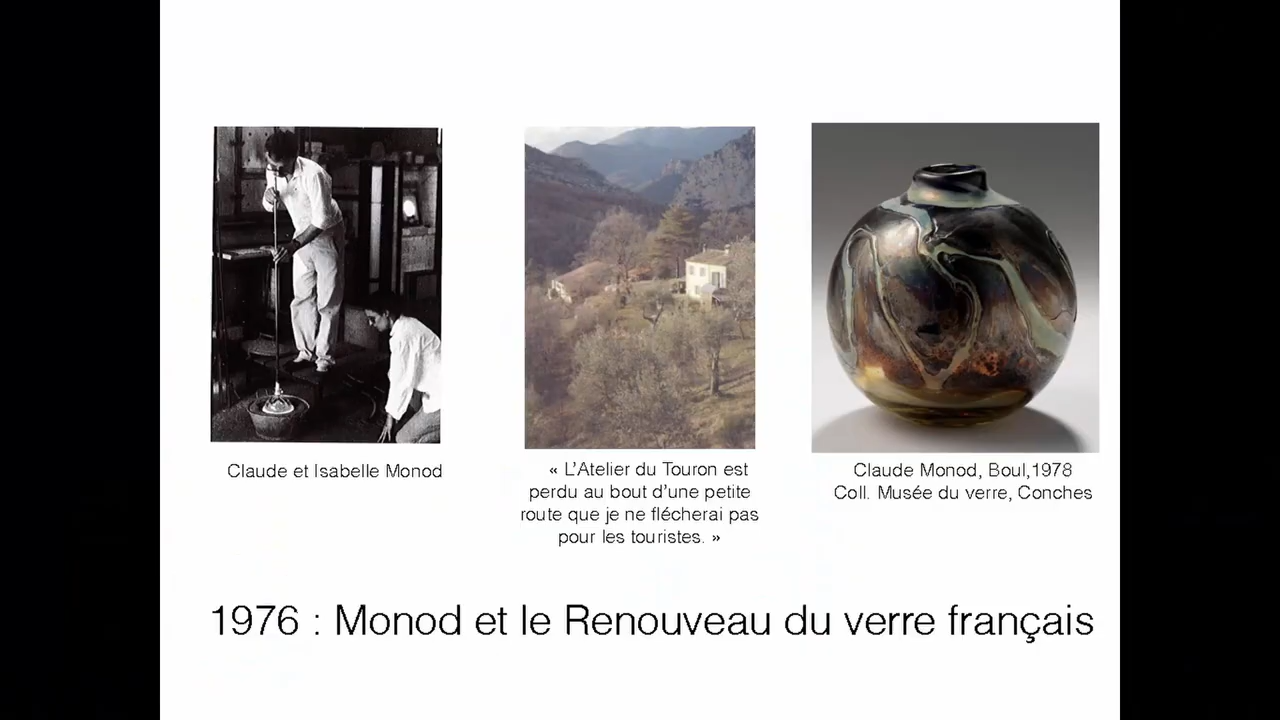 Claude et Isabelle Monod
« L’Atelier du Touron est
perdu au bout d’une petite
route que je ne flécherai pas
pour les touristes. »
Claude Monod, Boul,1978
Coll. Musée du verre, Conches
1976 : Monod et le Renouveau du verre français